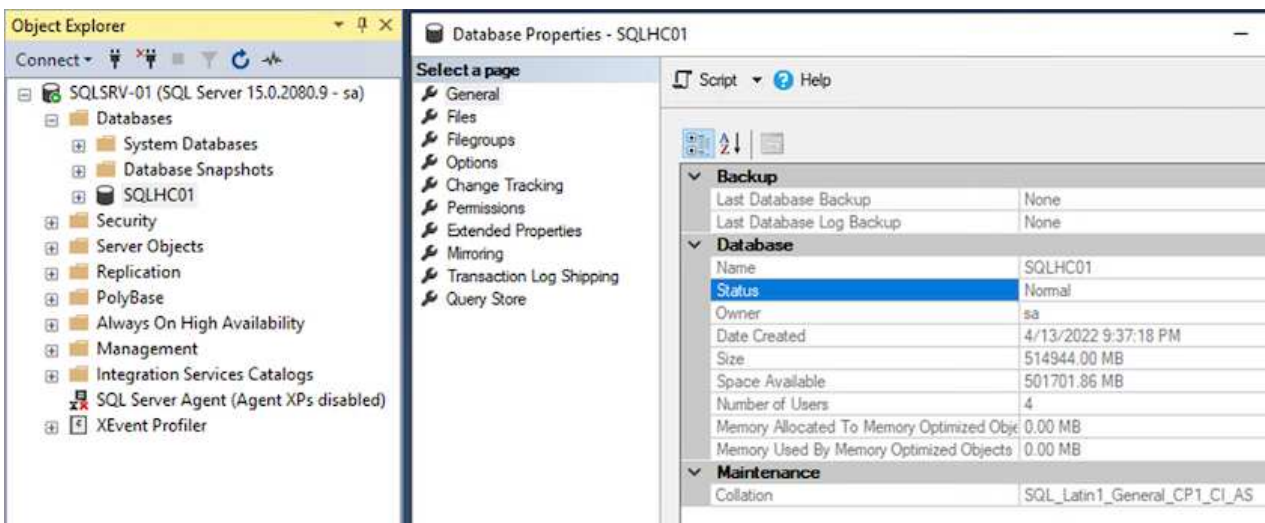 Object Explorer
Connect
SQLSRV-01 (SQL Server 15.0.2080.9 - sa)
Databases
System Databases
Database Snapshots
SQLHC01
Security
Server Objects
Replication
PolyBase
Always On High Availability
Management
Integration Services Catalogs
SQL Server Agent (Agent XPs disabled)
XEvent Profiler
Database Properties - SQLHC01
Select a page
General
Files
Filegroups
Options
Change Tracking
Permissions
Extended Properties
Mirroring
Transaction Log Shipping
Query Store
Script Help
Backup
Last Database Backup None
Last Database Log Backup None
Database
Name SQLHC01
Status Normal
Owner sa
Date Created 4/13/2022 9:37:18 PM
Size 514944.00 MB
Space Available 501701.86 MB
Number of Users 4
Memory Allocated To Memory Optimized Obje 0.00 MB
Memory Used By Memory Optimized Objects 0.00 MB
Maintenance
Collation SQL_Latin1_General_CP1_CI_AS